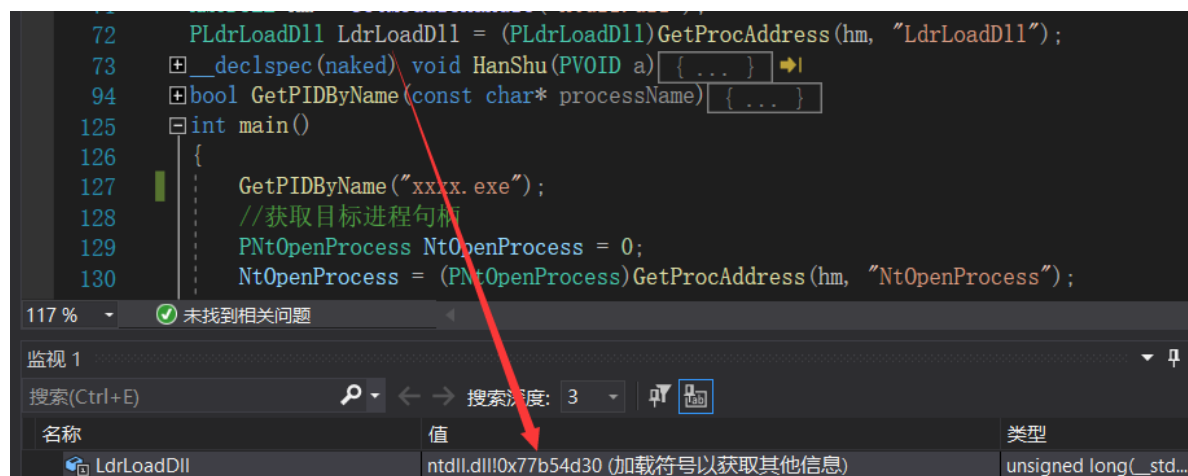 72 PLdrLoadDll LdrLoadDll = (PLdrLoadDll)GetProcAddress(hm, "LdrLoadDll");
73 __declspec(naked) void HanShu(PVOID a) { ... }
94 bool GetPIDByName(const char* processName) { ... }
125 int main()
126 {
127 GetPIDByName("xxxx.exe");
128 //获取目标进程句柄
129 PNtOpenProcess NtOpenProcess = 0;
130 NtOpenProcess = (PNtOpenProcess)GetProcAddress(hm, "NtOpenProcess");
117 % 未找到相关问题
监视 1
搜索(Ctrl+E) 搜索深度: 3
名称 值 类型
LdrLoadDll ntdll.dll!0x77b54d30 (加载符号以获取其他信息) unsigned long(__std...